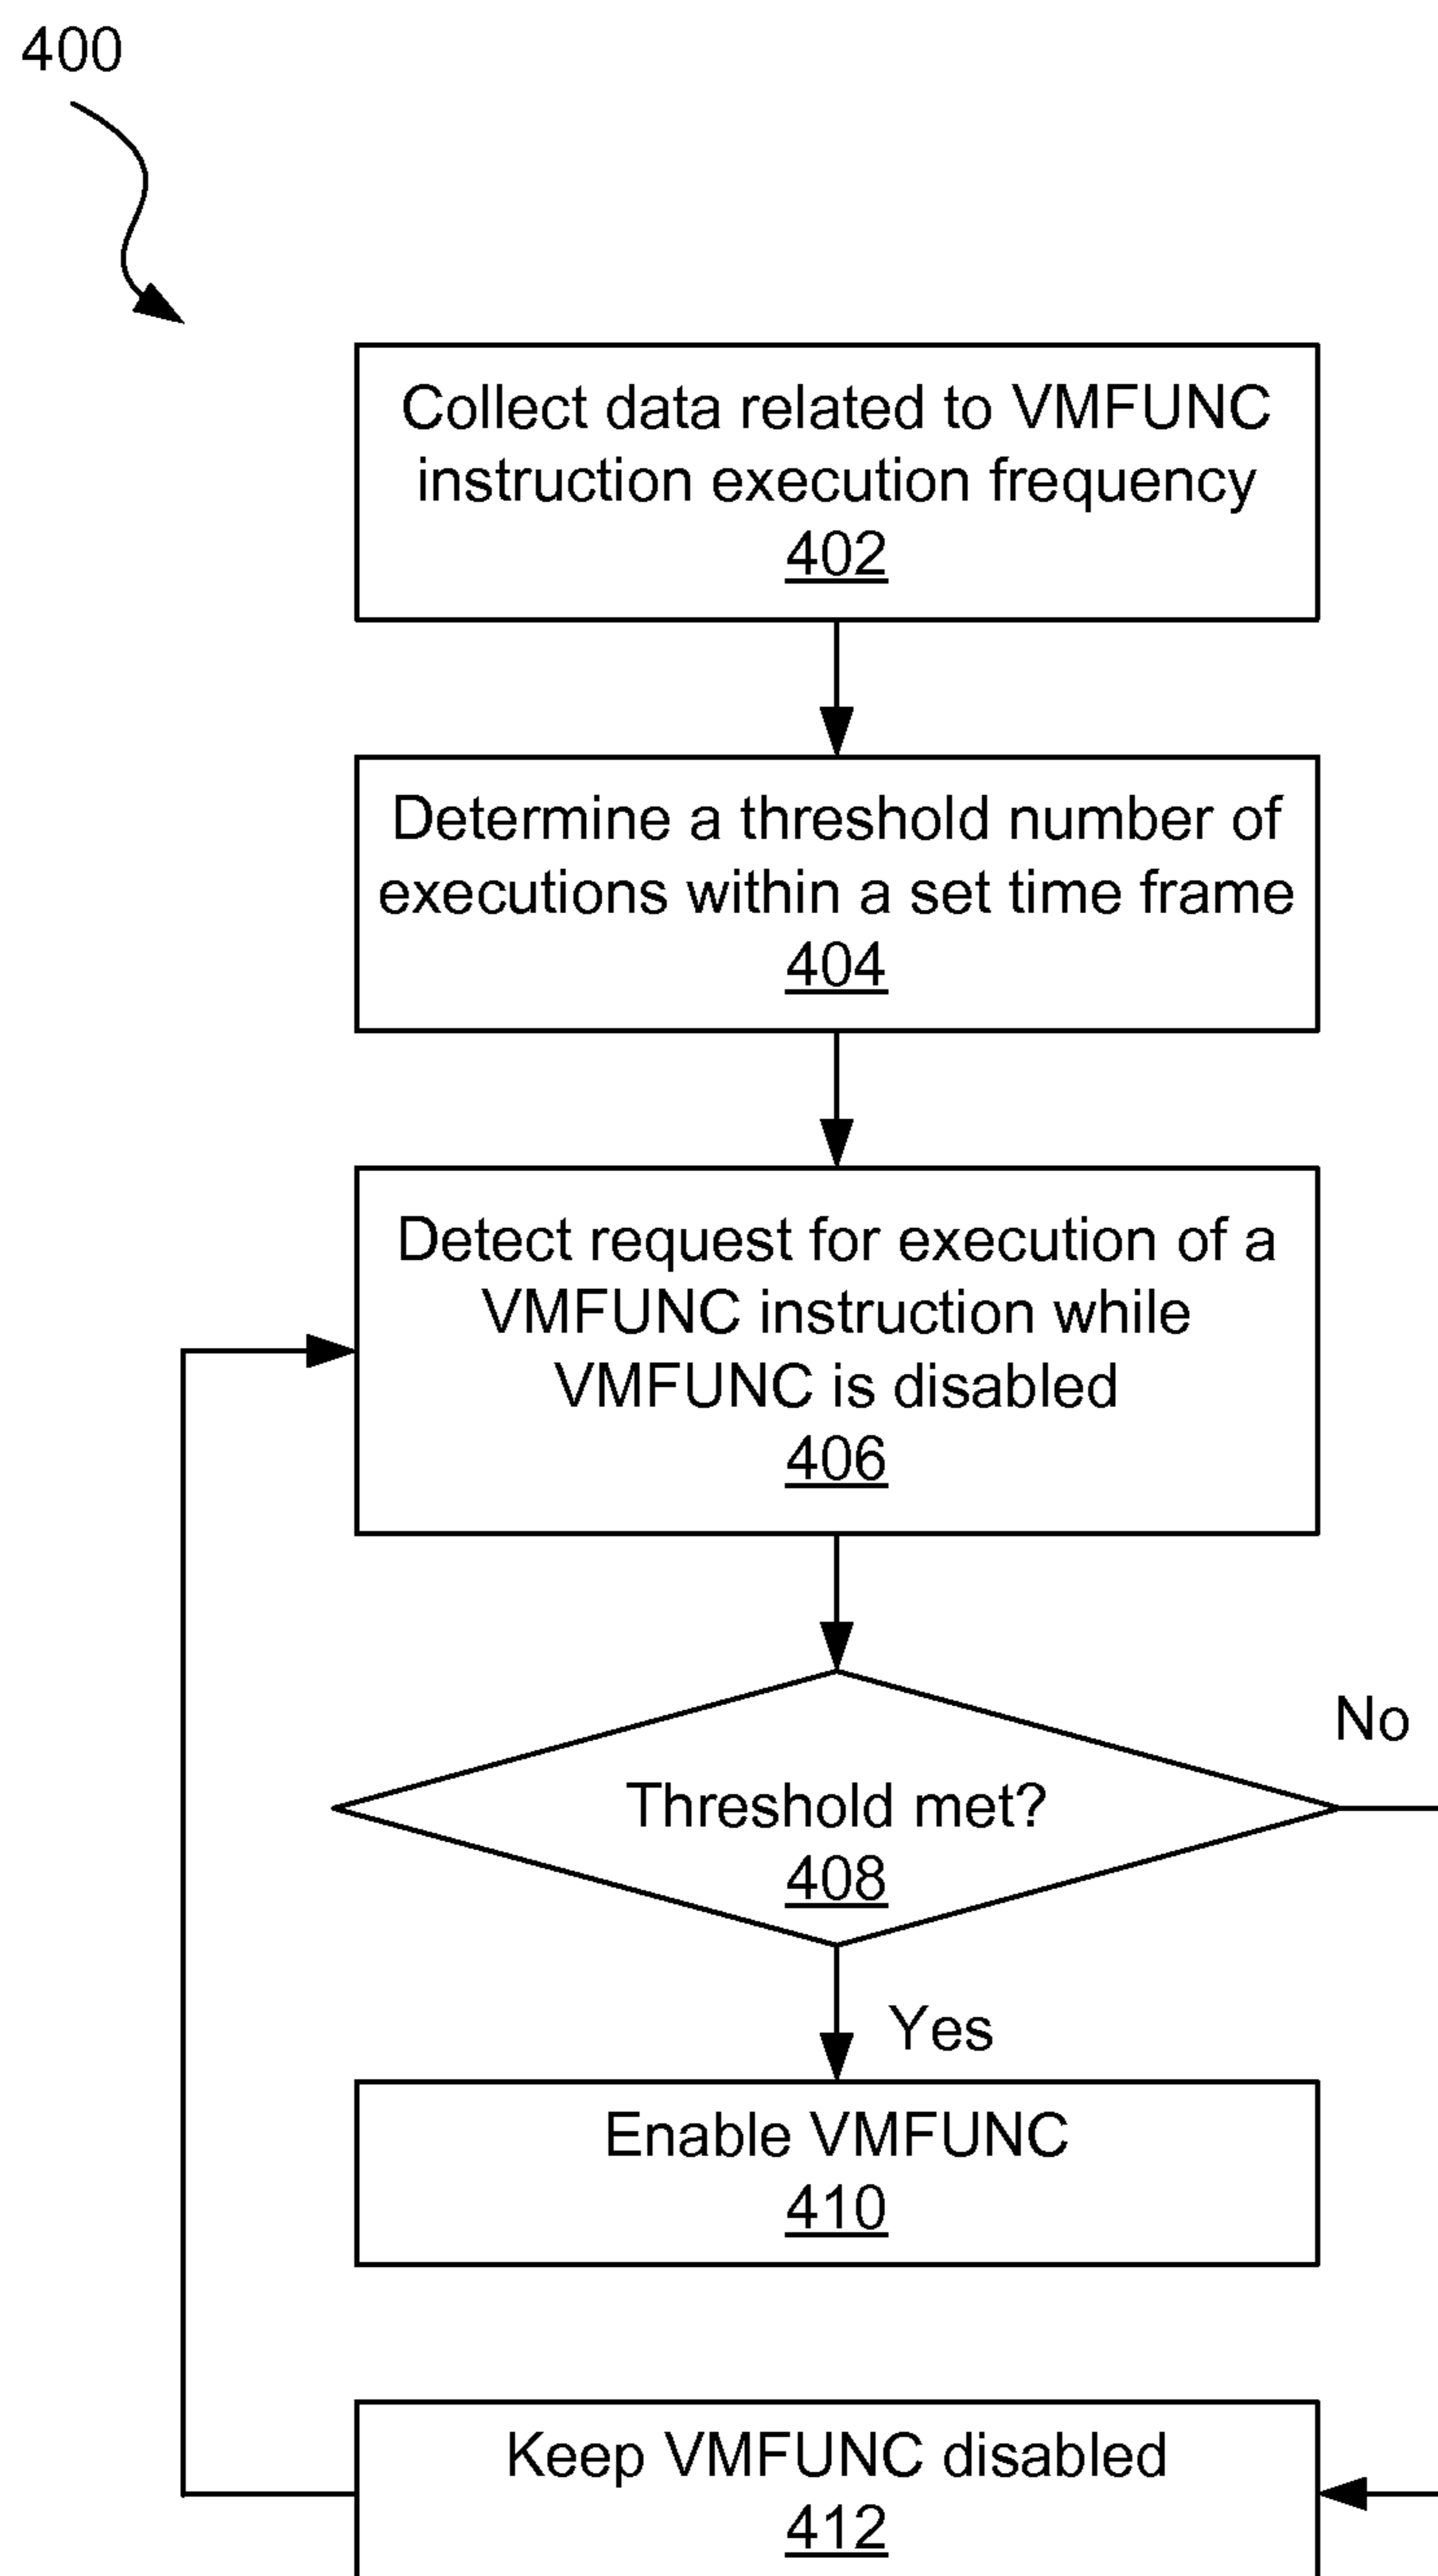 400
Collect data related to VMFUNC
instruction execution frequency
402
Determine a threshold number of
executions within a set time frame
404
Detect request for execution of a
VMFUNC instruction while
VMFUNC is disabled
406
No
Threshold met?
408
Yes
Enable VMFUNC
410
Keep VMFUNC disabled
412